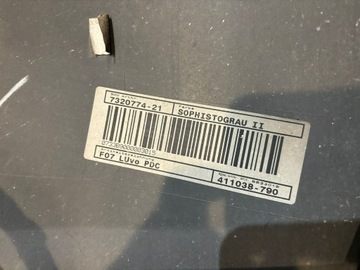 7320774-21
SOPHISTOGRAU II
F07 LUvo PDC
411038-790